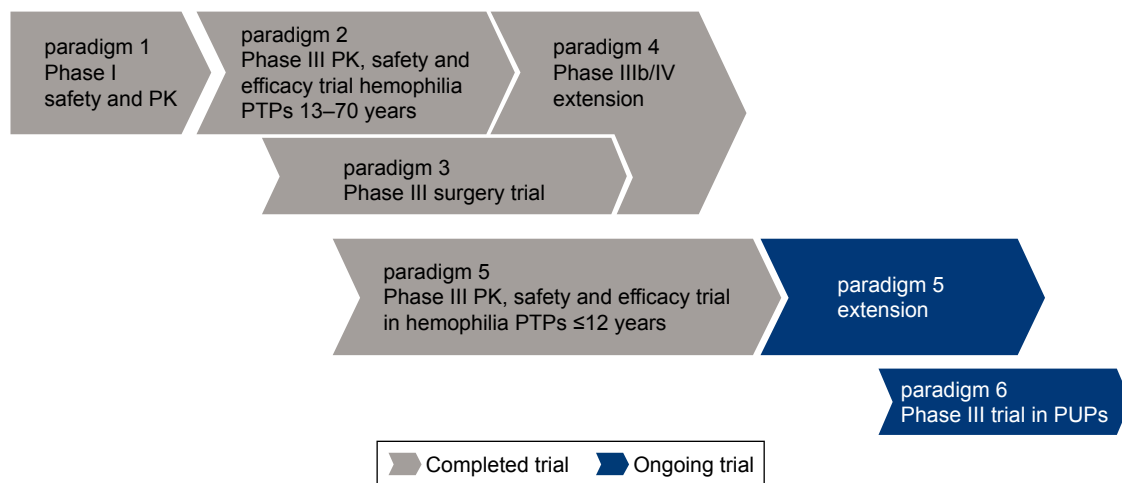 paradigm 1
Phase I
safety and PK
paradigm 2
Phase III PK, safety and
efficacy trial hemophilia
PTPs 13–70 years
paradigm 4
Phase IIIb/IV
extension
paradigm 3
Phase III surgery trial
paradigm 5
Phase III PK, safety and efficacy trial
in hemophilia PTPs ≤12 years
paradigm 5
extension
paradigm 6
Phase III trial in PUPs
Completed trial
Ongoing trial